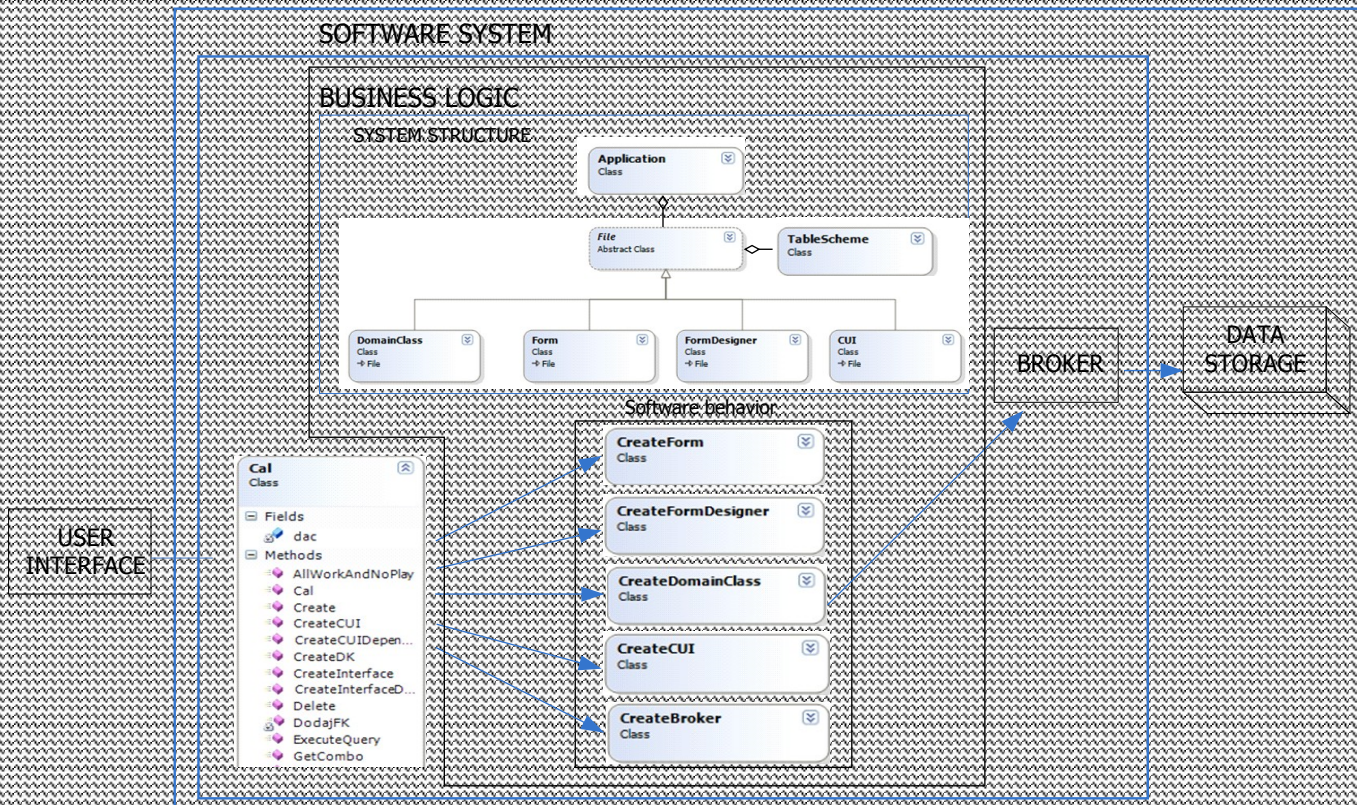 SOFTWARE SYSTEM
BUSINESS LOGIC
SYSTEM STRUCTURE
Application
Class
File
Abstract Class
TableScheme
Class
DomainClass
Class
File
Form
Class
File
FormDesigner
Class
File
CUI
Class
File
BROKER
DATA
STORAGE
Software behavior
USER
INTERFACE
Cal
Class
Fields
dac
Methods
AllWorkAndNoPlay
Cal
Create
CreateCUI
CreateCUIDepen...
CreateDK
CreateInterface
CreateInterfaceD...
Delete
DodajFK
ExecuteQuery
GetCombo
CreateForm
Class
CreateFormDesigner
Class
CreateDomainClass
Class
CreateCUI
Class
CreateBroker
Class